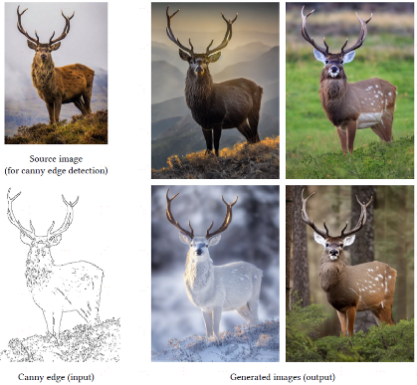 Source image
(for canny edge detection)
Canny edge (input)
Generated images (output)